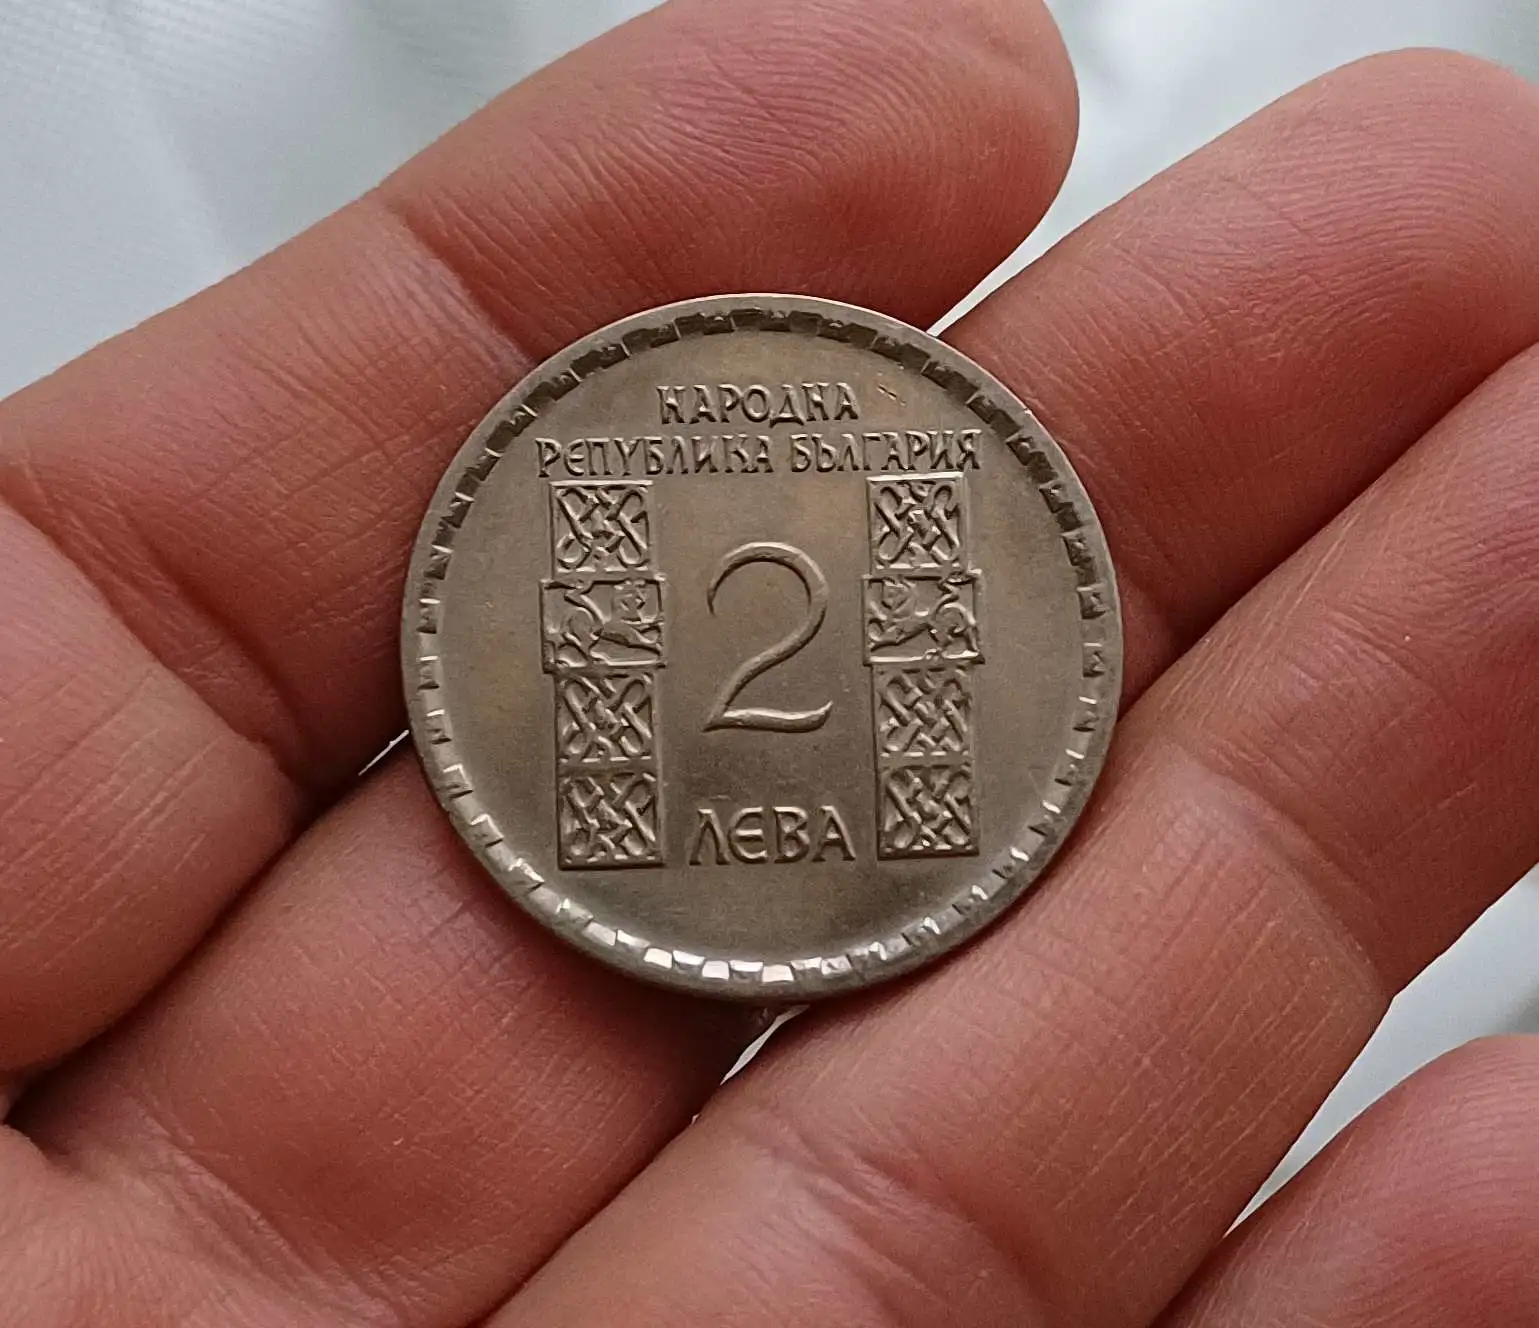 НАРОДНА
РЕПУБЛИКА БЪЛГАРИЯ
2
ЛЕВА